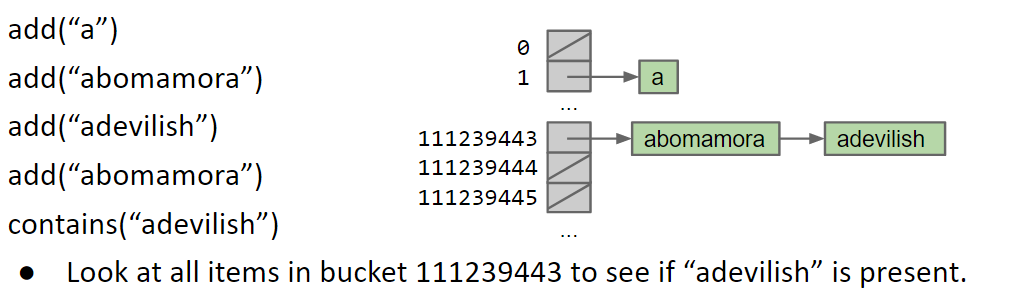 add(“a”)
add(“abomamora”)
add(“adevilish”)
add(“abomamora”)
contains(“adevilish”)
0
1 a
...
111239443 abomamora adevilish
111239444
111239445
...
● Look at all items in bucket 111239443 to see if “adevilish” is present.